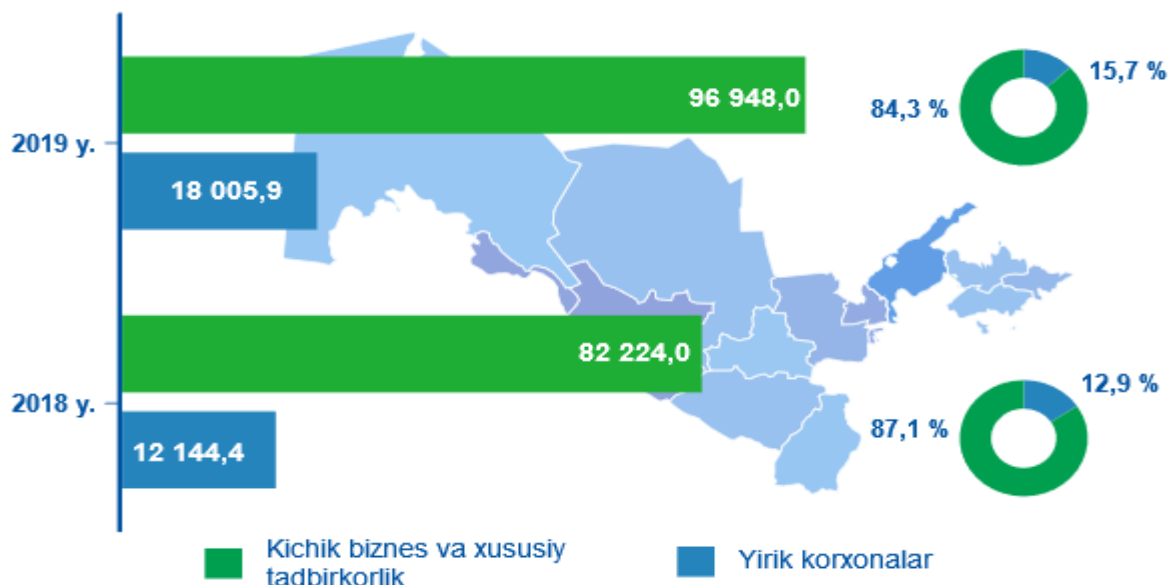 96 948,0
15,7 %
84,3 %
2019 y.
18 005,9
82 224,0
12,9 %
2018 y.
87,1 %
12 144,4
Kichik biznes va xususiy
tadbirkorlik
Yirik korxonalar